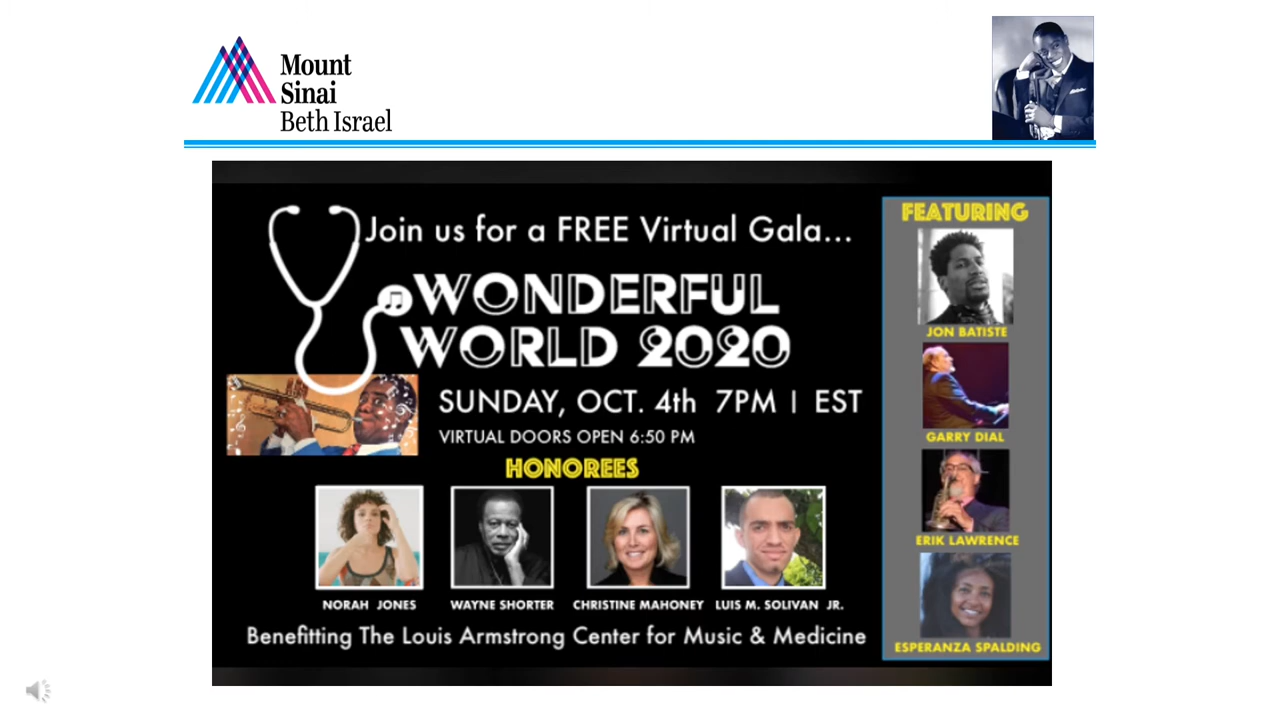 Mount
Sinai
Beth Israel
Join us for a FREE Virtual Gala...
WONDERFUL
WORLD 2020
SUNDAY, OCT. 4th 7PM | EST
VIRTUAL DOORS OPEN 6:50 PM
HONOREES
NORAH JONES
WAYNE SHORTER
CHRISTINE MAHONEY
LUIS M. SOLIVAN JR.
Benefitting The Louis Armstrong Center for Music & Medicine
FEATURING
JON BATISTE
GARRY DIAL
ERIK LAWRENCE
ESPERANZA SPALDING